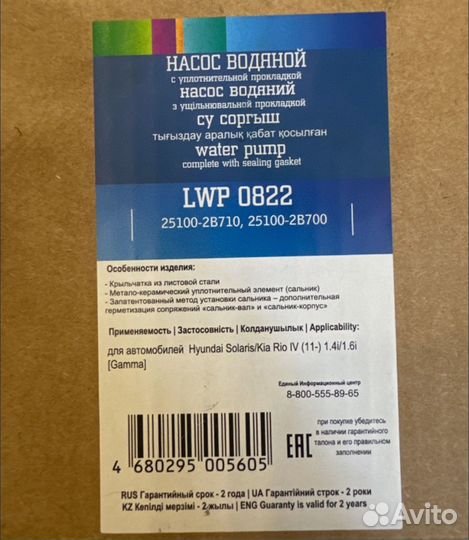 НАСОС ВОДЯНОЙ
с уплотнительной прокладкой
НАСОС ВОДЯНИЙ
з ущільнювальной прокладкой
СУ СОРҒЫШ
тығыздау аралық қабат қосылған
water pump
complete with sealing gasket
LWP 0822
25100-2B710, 25100-2B700
Особенности изделия:
- Крыльчатка из листовой стали
- Метало-керамический уплотнительный элемент (сальник)
- Запатентованный метод установки сальника – дополнительная
герметизация сопряжений «сальник-вал» и «сальник-корпус»
Применяемость | Застосовність | Колданушылык | Applicability:
для автомобилей Hyundai Solaris/Kia Rio IV (11-) 1.4i/1.6i
[Gamma]
Единый Информационный центр
8-800-555-89-65
при покупке убедитесь
в наличии гарантийного
талона и его правильном
заполнении
EAC
4 680295 005605
RUS Гарантийный срок - 2 года | UA Гарантійний строк - 2 роки
KZ Кепілді мерзімі - 2 жылы | ENG Guaranty is valid for 2 years
Avito